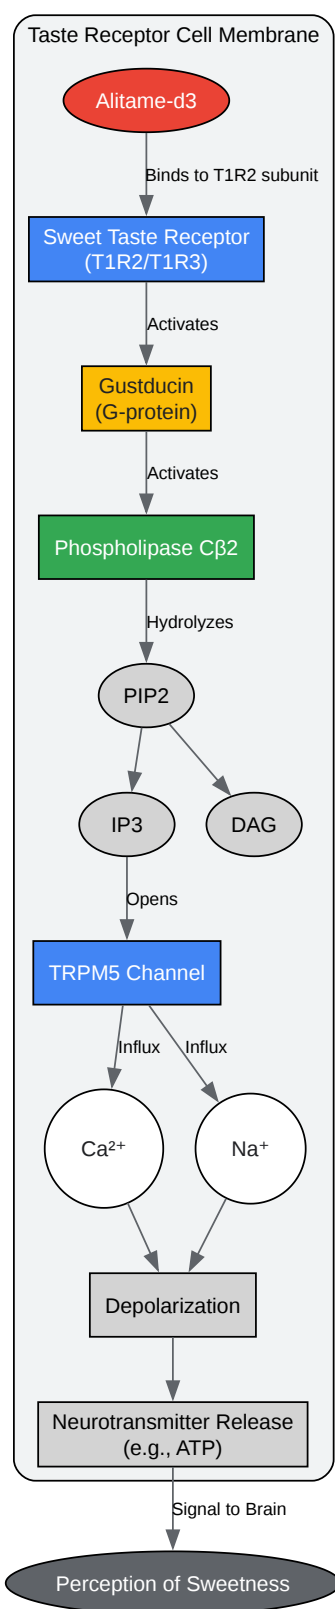 Taste Receptor Cell Membrane
Alitame-d3
Binds to T1R2 subunit
Sweet Taste Receptor
(T1R2/T1R3)
Activates
Gustducin
(G-protein)
Activates
Phospholipase Cβ2
Hydrolyzes
PIP2
IP3
DAG
Opens
TRPM5 Channel
Influx
Influx
Ca²⁺
Na⁺
Depolarization
Neurotransmitter Release
(e.g., ATP)
Signal to Brain
Perception of Sweetness